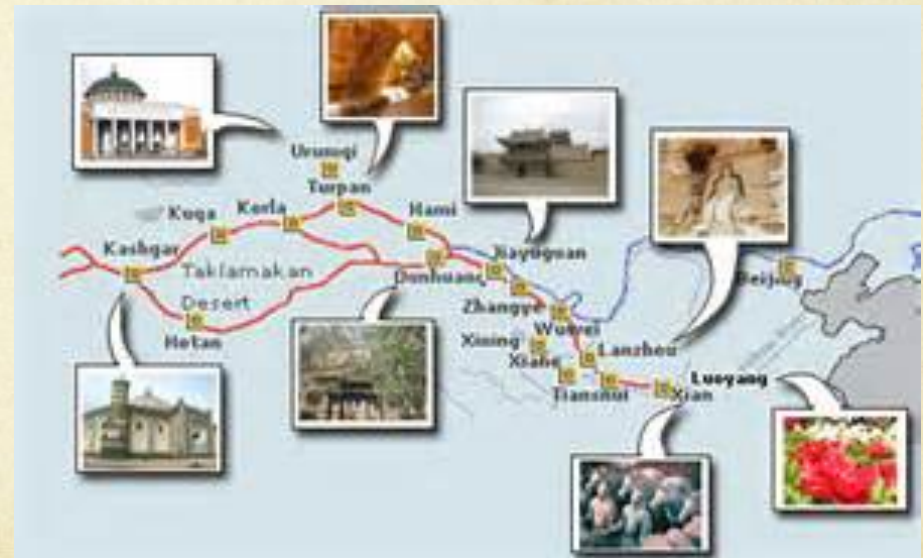 Urumqi
Turpan
Kuqa
Korla
Hami
Kashgar
Jiayuguan
Taklamakan
Dunhuang
Beijing
Desert
Zhangye
Hotan
Wuwei
Xining
Lanzhou
Xiahe
Luoyang
Tianshui
Xian